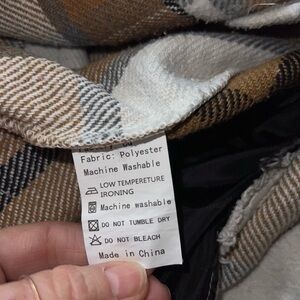 Fabric: Polyester
Machine Washable
LOW TEMPERETURE
IRONING
Machine washable
DO NOT TUMBLE DRY
DO NOT BLEACH
Made in China